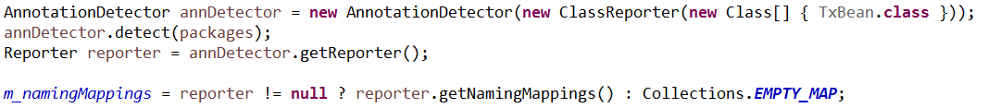 AnnotationDetector annDetector = new AnnotationDetector(new ClassReporter(new Class[] { TxBean.class }));
annDetector.detect(packages);
Reporter reporter = annDetector.getReporter();
m_namingMappings = reporter != null ? reporter.getNamingMappings() : Collections.EMPTY_MAP;